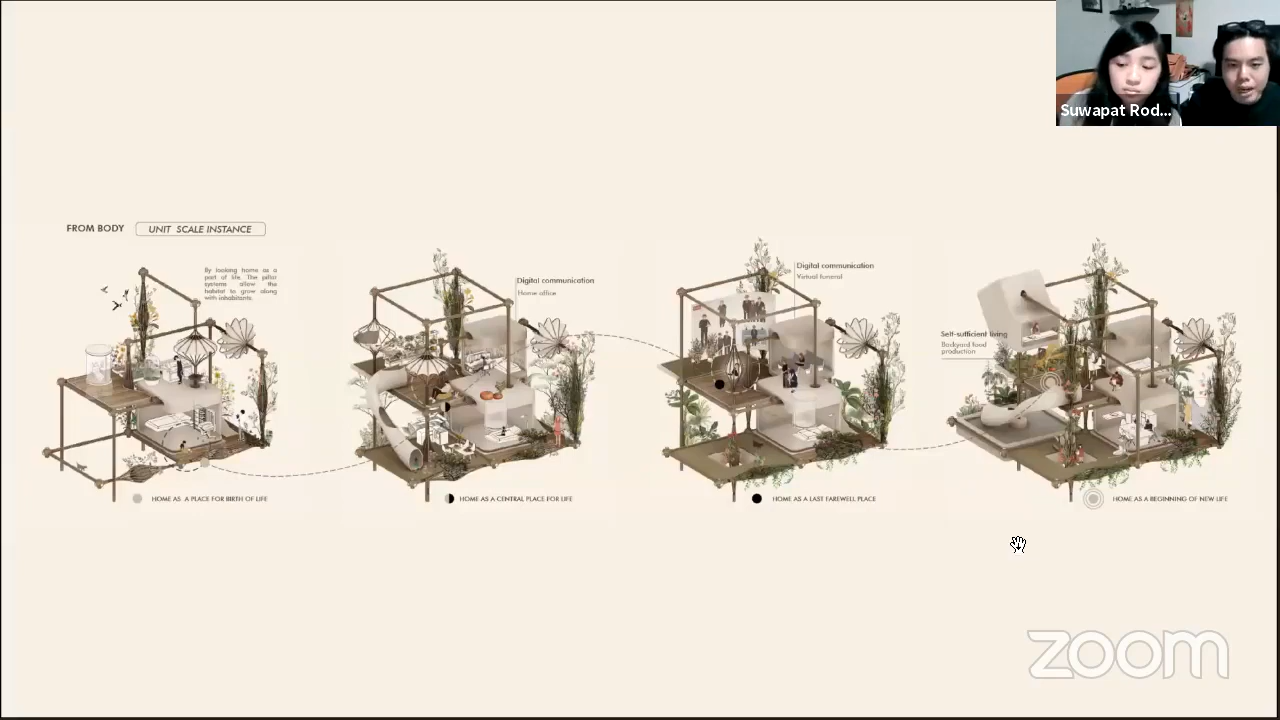 Suwapat Rod...
FROM BODY
UNIT SCALE INSTANCE
By looking home as a
part of life. The pillar
systems allow the
habitat to grow along
with inhabitants.
Digital communication
Home office
Digital communication
Virtual funeral
Self-sufficient living
Backyard food
production
HOME AS A PLACE FOR BIRTH OF LIFE
HOME AS A CENTRAL PLACE FOR LIFE
HOME AS A LAST FAREWELL PLACE
HOME AS A BEGINNING OF NEW LIFE
zoom